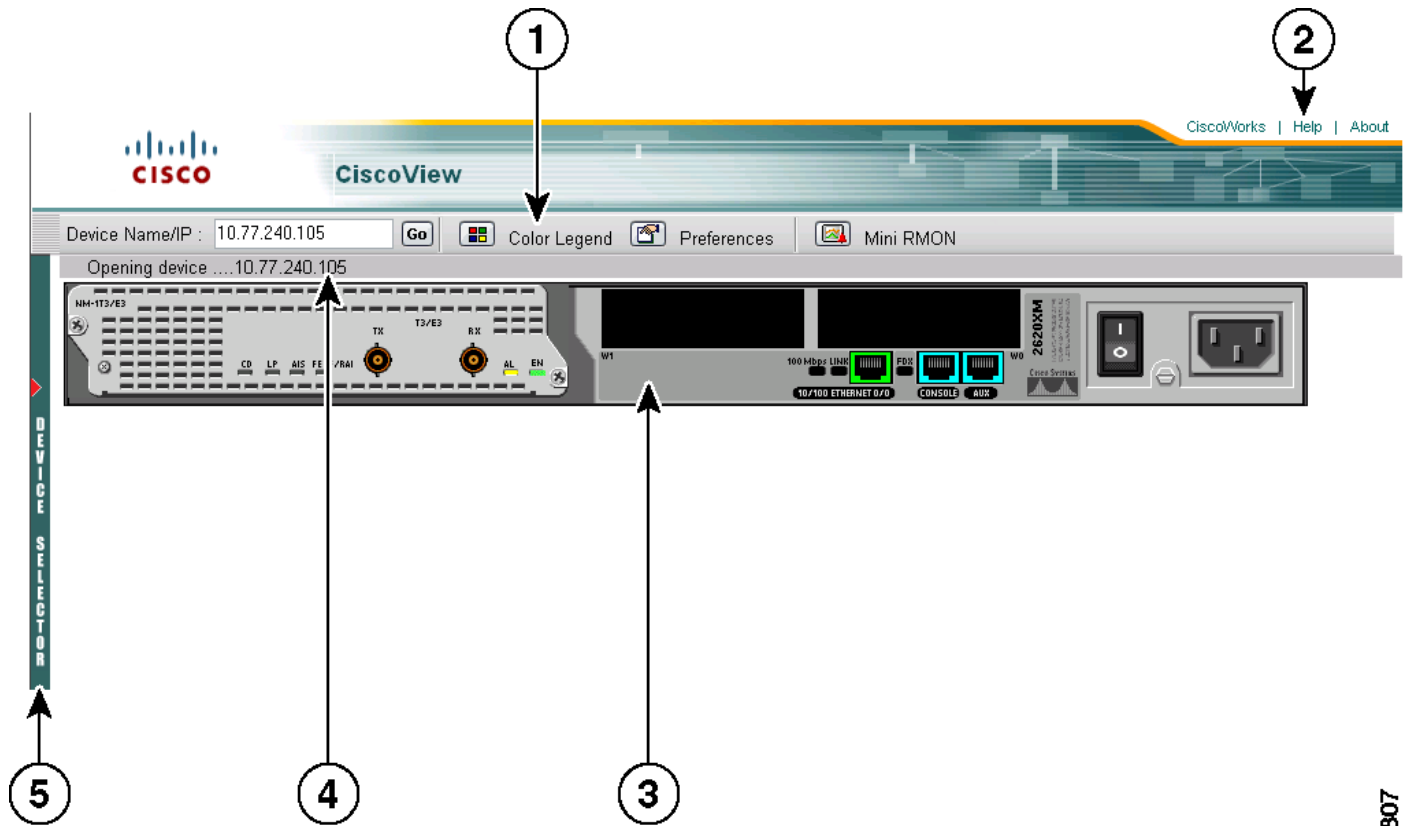 1
2
CiscoWorks | Help | About
CISCO
CiscoView
Device Name/IP : 10.77.240.105 Go Color Legend Preferences Mini RMON
Opening device ....10.77.240.105
NM-1T3/E3
T3/E3
TX RX
CD LP AIS /RAI AL EN
W1
100 Mbps LINK FDX W0
10/100 ETHERNET 0/0 CONSOLE AUX
2620XM
Cisco Systems
I
O
DEVICE SELECTOR
5
4
3
807